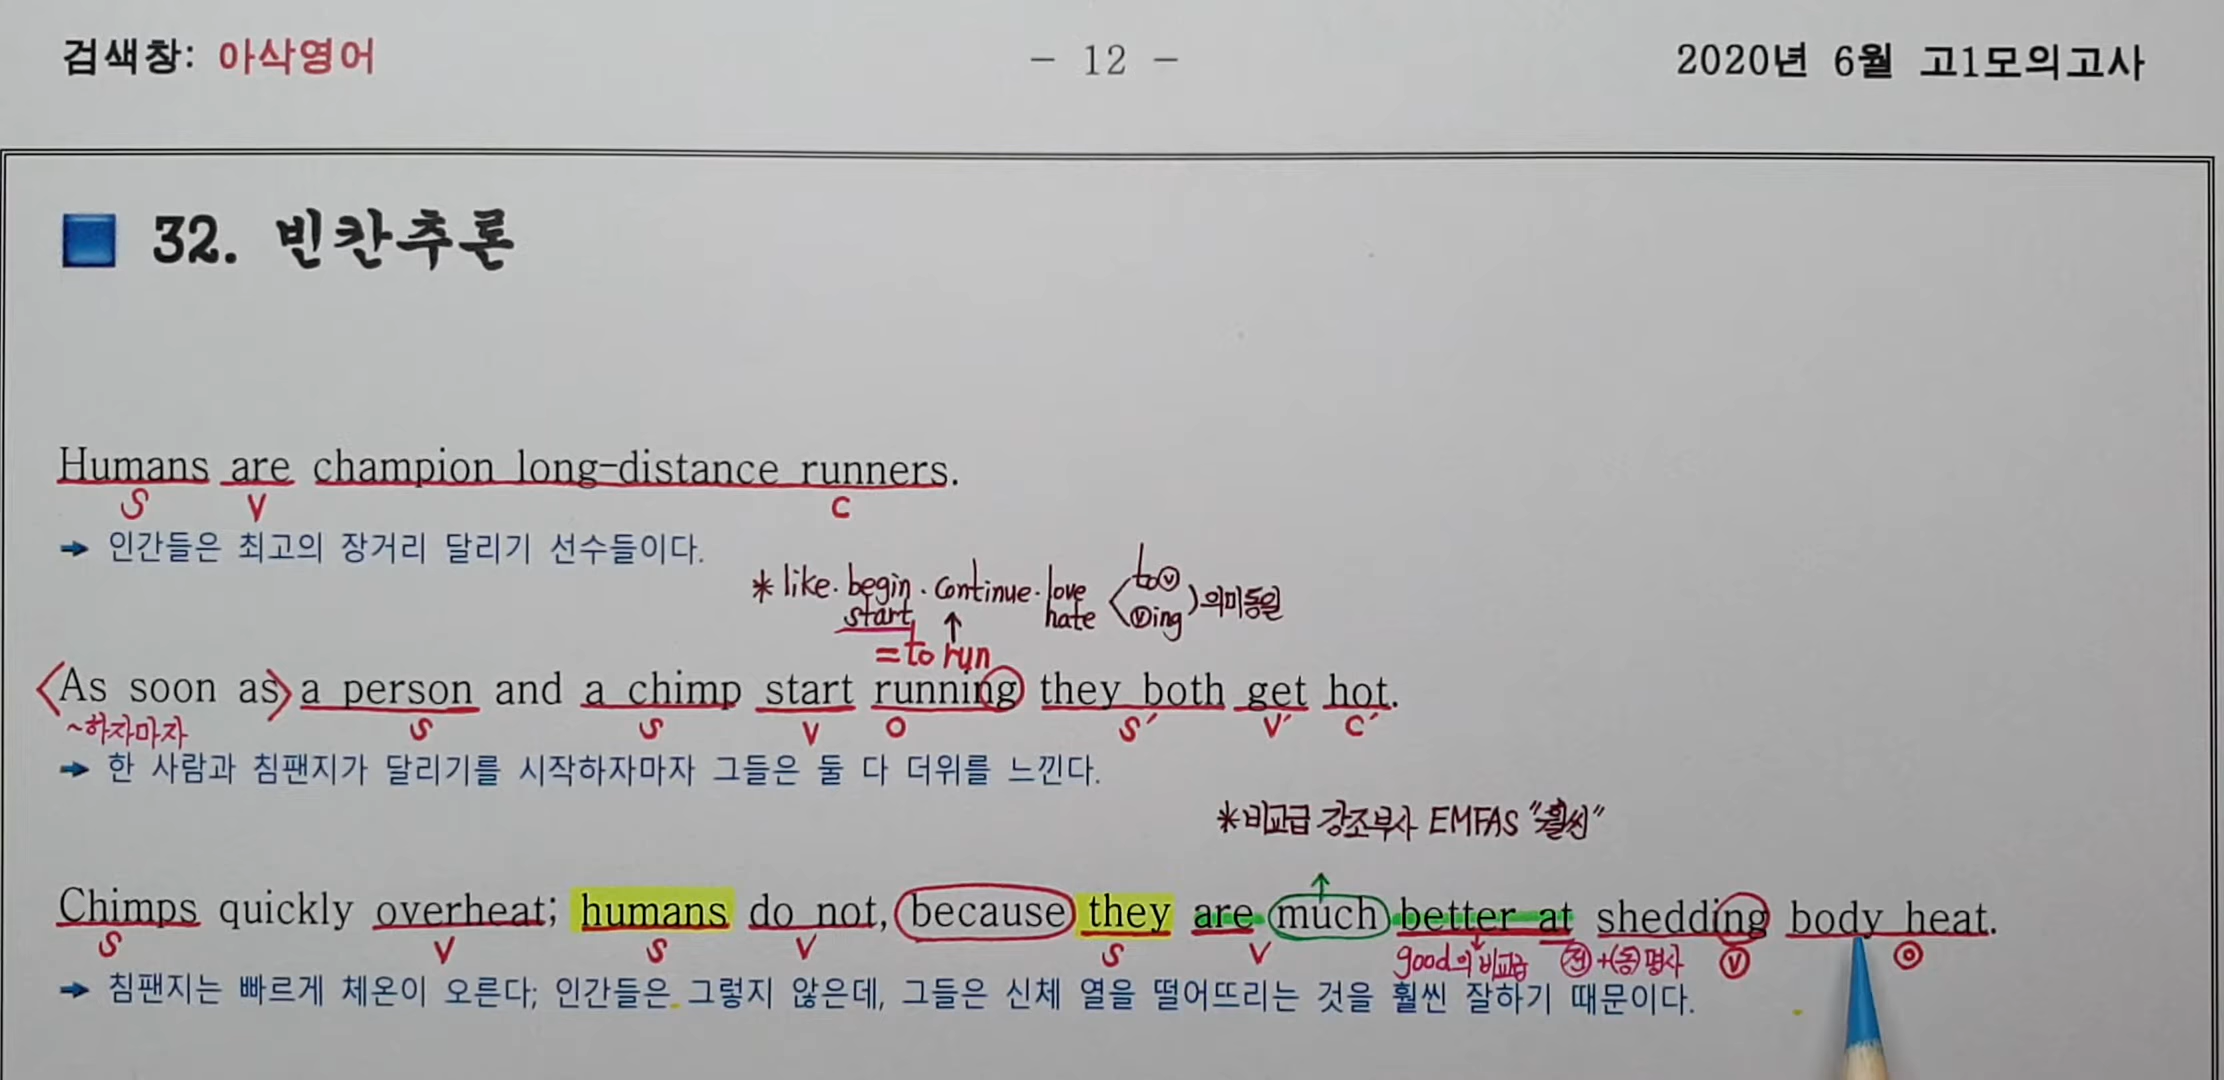 검색창: 아삭영어 - 12 - 2020년 6월 고1모의고사
32. 빈칸추론
Humans are champion long-distance runners.
S V C
➡ 인간들은 최고의 장거리 달리기 선수들이다.
*like. begin. continue. love <to ⓥ ) 의미동일
start ↑ hate ⓥing
= to run
<As soon as> a person and a chimp start running they both get hot.
~하자마자 S S V O S' V' C'
➡ 한 사람과 침팬지가 달리기를 시작하자마자 그들은 둘 다 더위를 느낀다.
*비교급 강조부사 EMFAS "훨씬"
Chimps quickly overheat; humans do not, because they are much better at shedding body heat.
S V S V S V good의 비교급 전+(동)명사 ⓥ ⓞ
➡ 침팬지는 빠르게 체온이 오른다; 인간들은 그렇지 않은데, 그들은 신체 열을 떨어뜨리는 것을 훨씬 잘하기 때문이다.